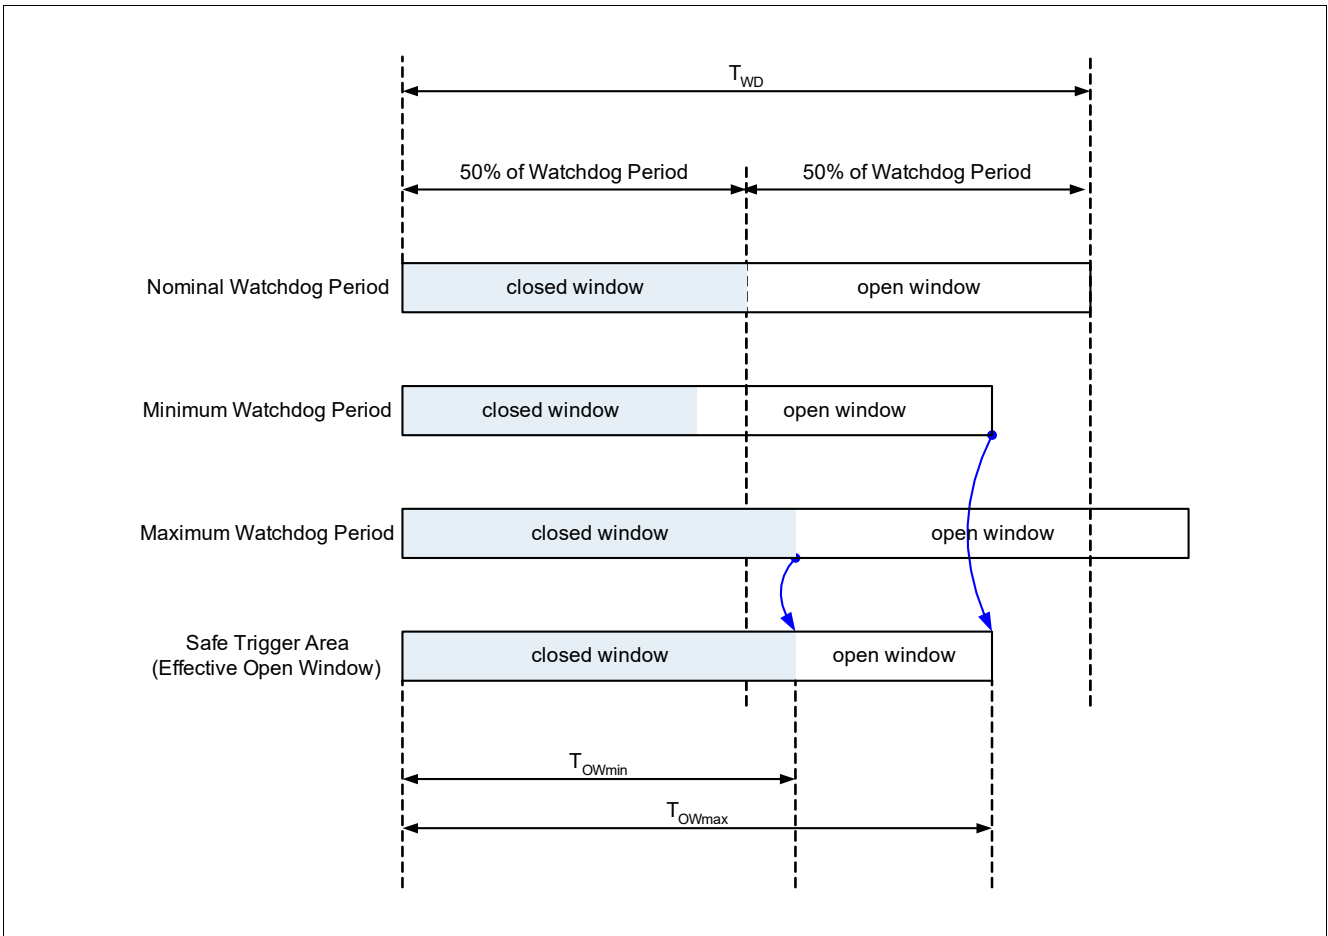 TWD
50% of Watchdog Period
50% of Watchdog Period
Nominal Watchdog Period
closed window
open window
Minimum Watchdog Period
closed window
open window
Maximum Watchdog Period
closed window
open window
Safe Trigger Area
(Effective Open Window)
closed window
open window
TOWmin
TOWmax